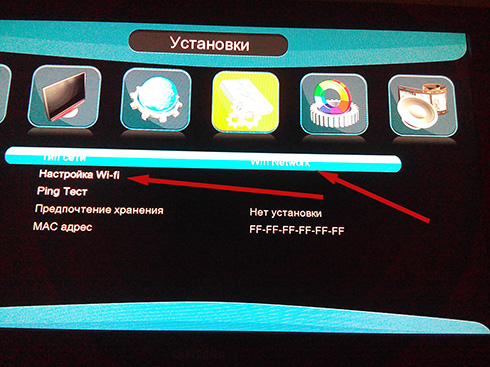 Установки
Тип сети Wifi Network
Настройка Wi-fi
Ping Тест
Предпочтение хранения Нет установки
MAC адрес FF-FF-FF-FF-FF-FF